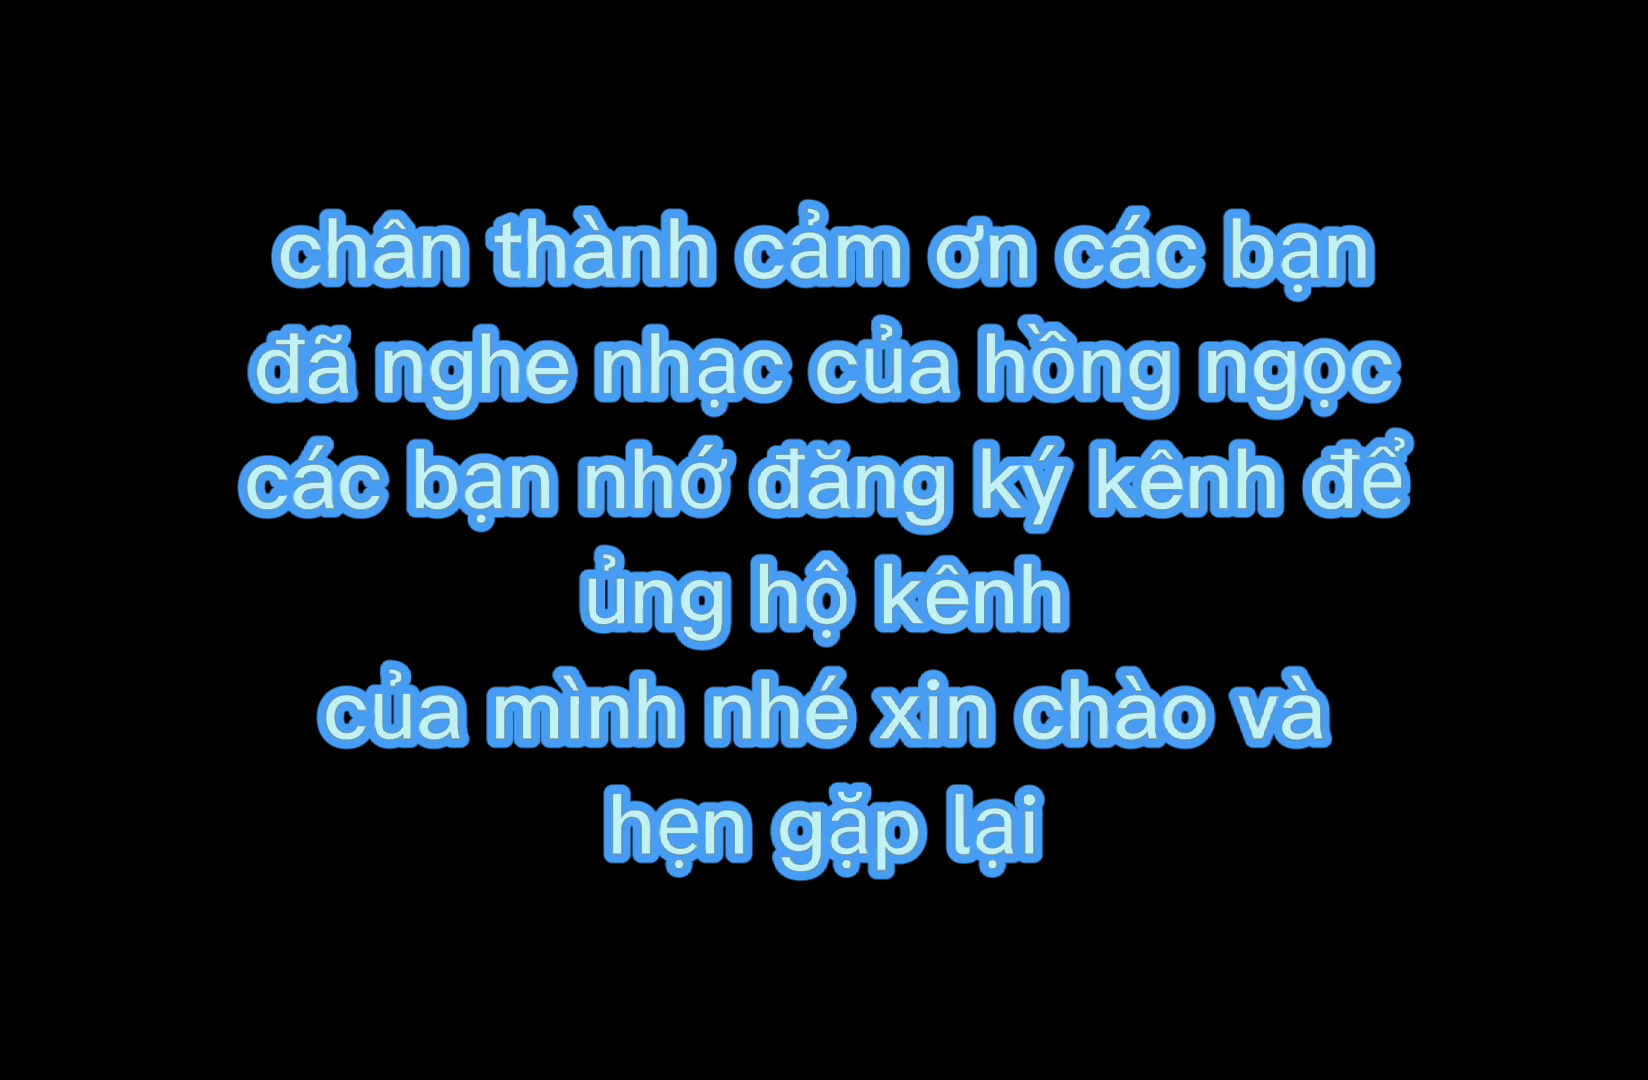 chân thành cảm ơn các bạn
đã nghe nhạc của hồng ngọc
các bạn nhớ đăng ký kênh để
ủng hộ kênh
của mình nhé xin chào và
hẹn gặp lại